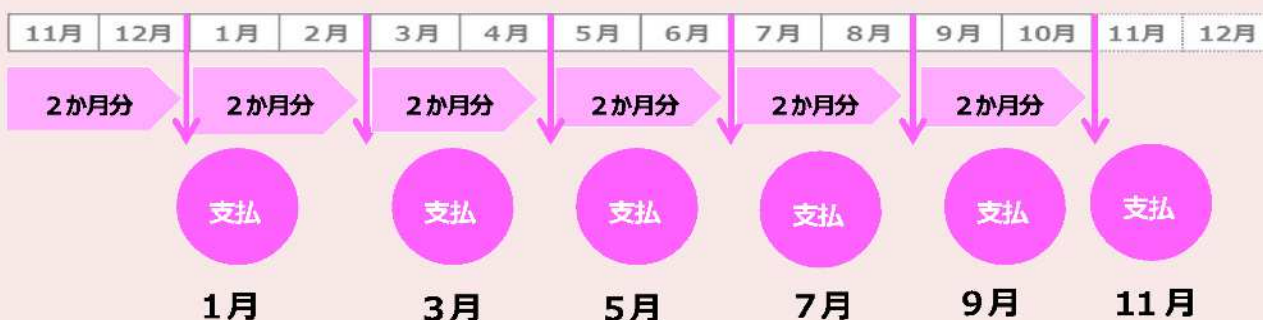 11月 12月 1月 2月 3月 4月 5月 6月 7月 8月 9月 10月 11月 12月
2か月分 2か月分 2か月分 2か月分 2か月分 2か月分
支払 支払 支払 支払 支払 支払
1月 3月 5月 7月 9月 11月